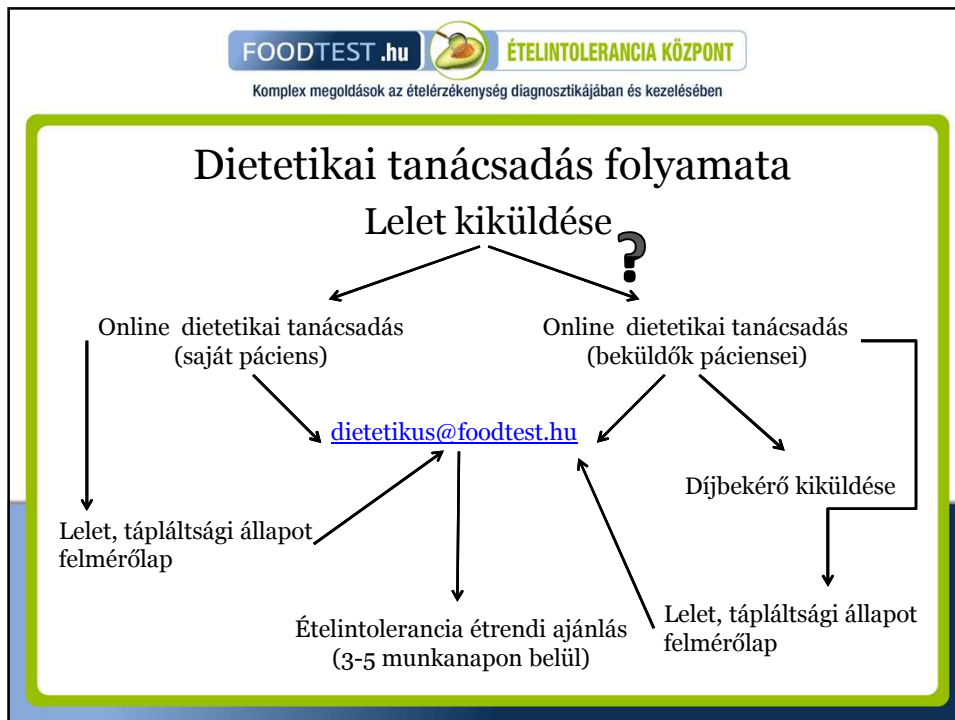 FOODTEST .hu ÉTELINTOLERANCIA KÖZPONT
Komplex megoldások az ételérzékenység diagnosztikájában és kezelésében
Dietetikai tanácsadás folyamata
Lelet kiküldése
?
Online dietetikai tanácsadás
(saját páciens)
Online dietetikai tanácsadás
(beküldők páciensei)
dietetikus@foodtest.hu
Díjbekérő kiküldése
Lelet, tápláltsági állapot
felmérőlap
Ételintolerancia étrendi ajánlás
(3-5 munkanapon belül)
Lelet, tápláltsági állapot
felmérőlap